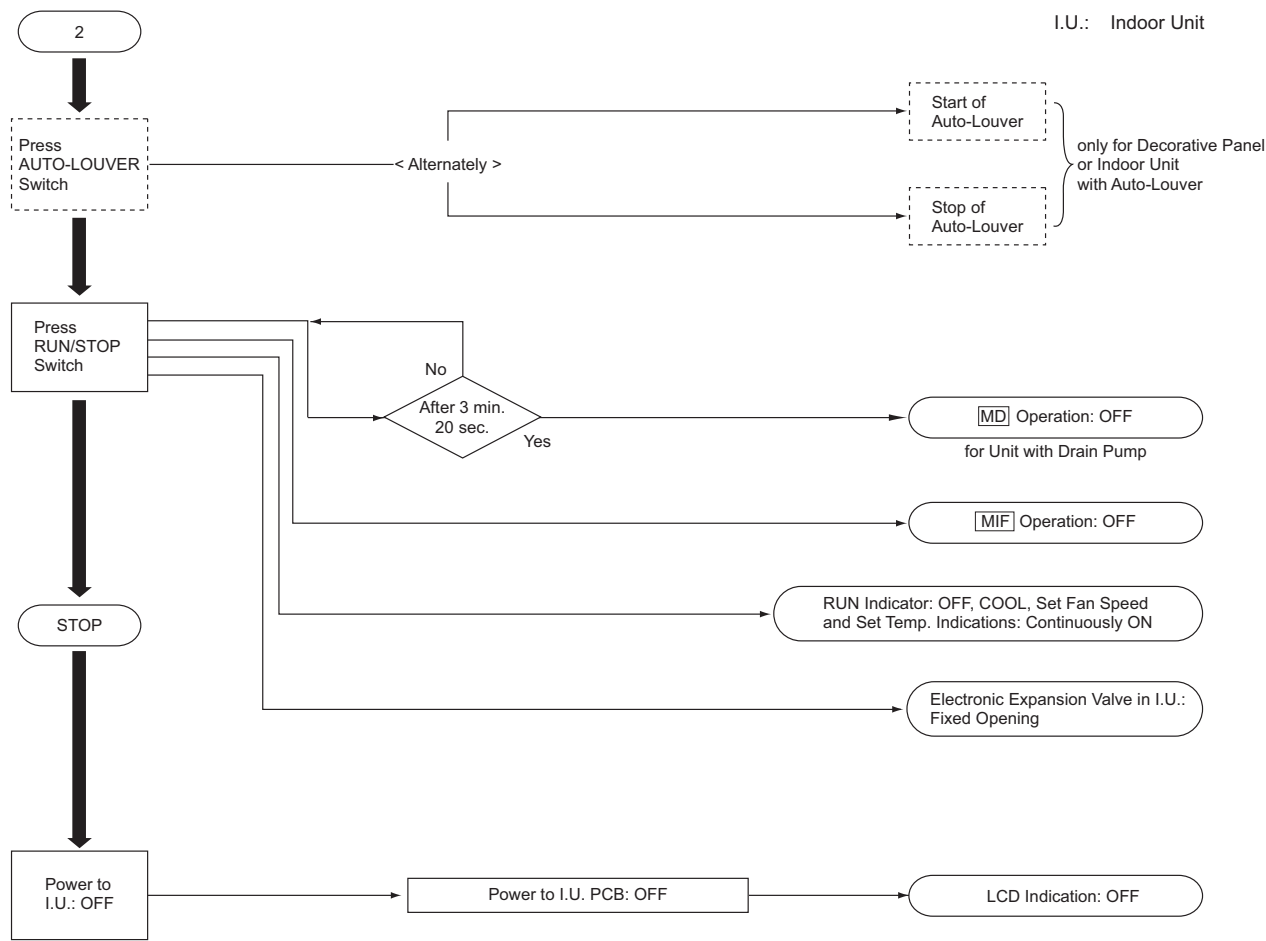 2
I.U.: Indoor Unit
Press
AUTO-LOUVER
Switch
< Alternately >
Start of
Auto-Louver
Stop of
Auto-Louver
only for Decorative Panel
or Indoor Unit
with Auto-Louver
Press
RUN/STOP
Switch
No
After 3 min.
20 sec.
Yes
MD Operation: OFF
for Unit with Drain Pump
MIF Operation: OFF
RUN Indicator: OFF, COOL, Set Fan Speed
and Set Temp. Indications: Continuously ON
STOP
Electronic Expansion Valve in I.U.:
Fixed Opening
Power to
I.U.: OFF
Power to I.U. PCB: OFF
LCD Indication: OFF